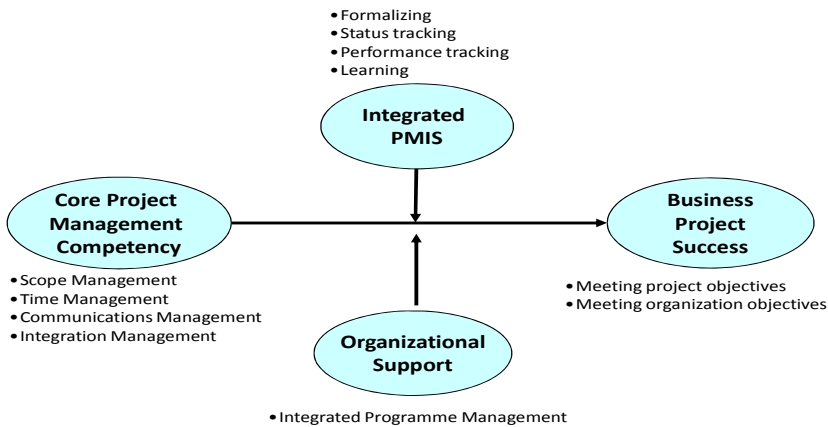 • Formalizing
• Status tracking
• Performance tracking
• Learning
Integrated
PMIS
Core Project
Management
Competency
Business
Project
Success
• Scope Management
• Time Management
• Communications Management
• Integration Management
• Meeting project objectives
• Meeting organization objectives
Organizational
Support
• Integrated Programme Management